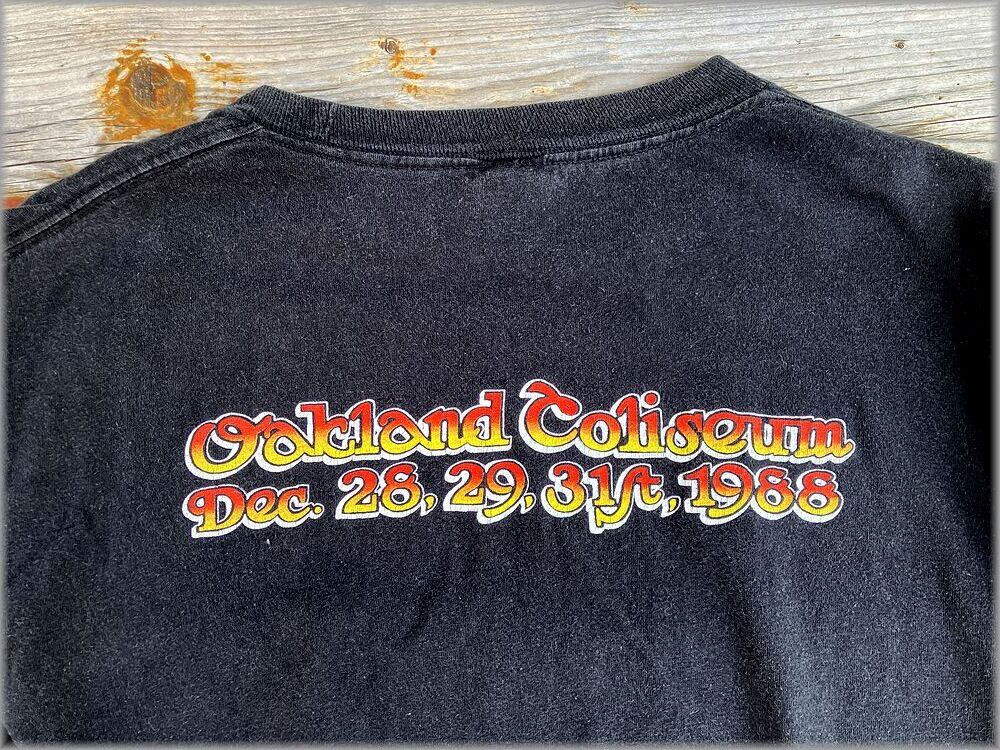 Oakland Coliseum
Dec. 28, 29, 31st, 1988